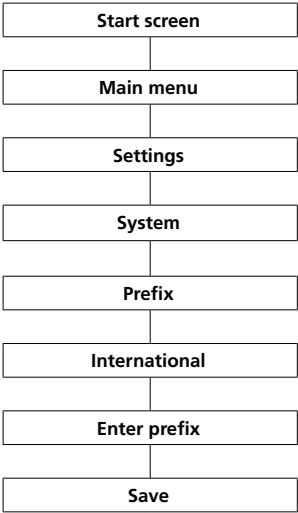 Start screen
Main menu
Settings
System
Prefix
International
Enter prefix
Save